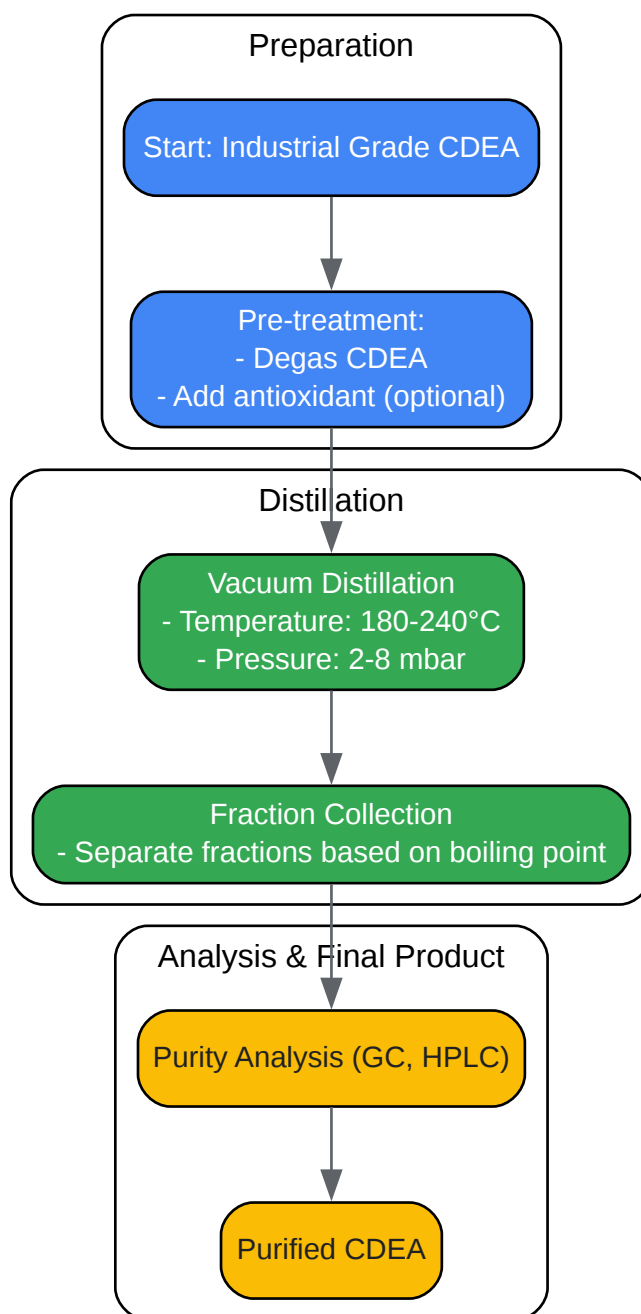 Preparation
Start: Industrial Grade CDEA
Pre-treatment:
- Degas CDEA
- Add antioxidant (optional)
Distillation
Vacuum Distillation
- Temperature: 180-240°C
- Pressure: 2-8 mbar
Fraction Collection
- Separate fractions based on boiling point
Analysis & Final Product
Purity Analysis (GC, HPLC)
Purified CDEA